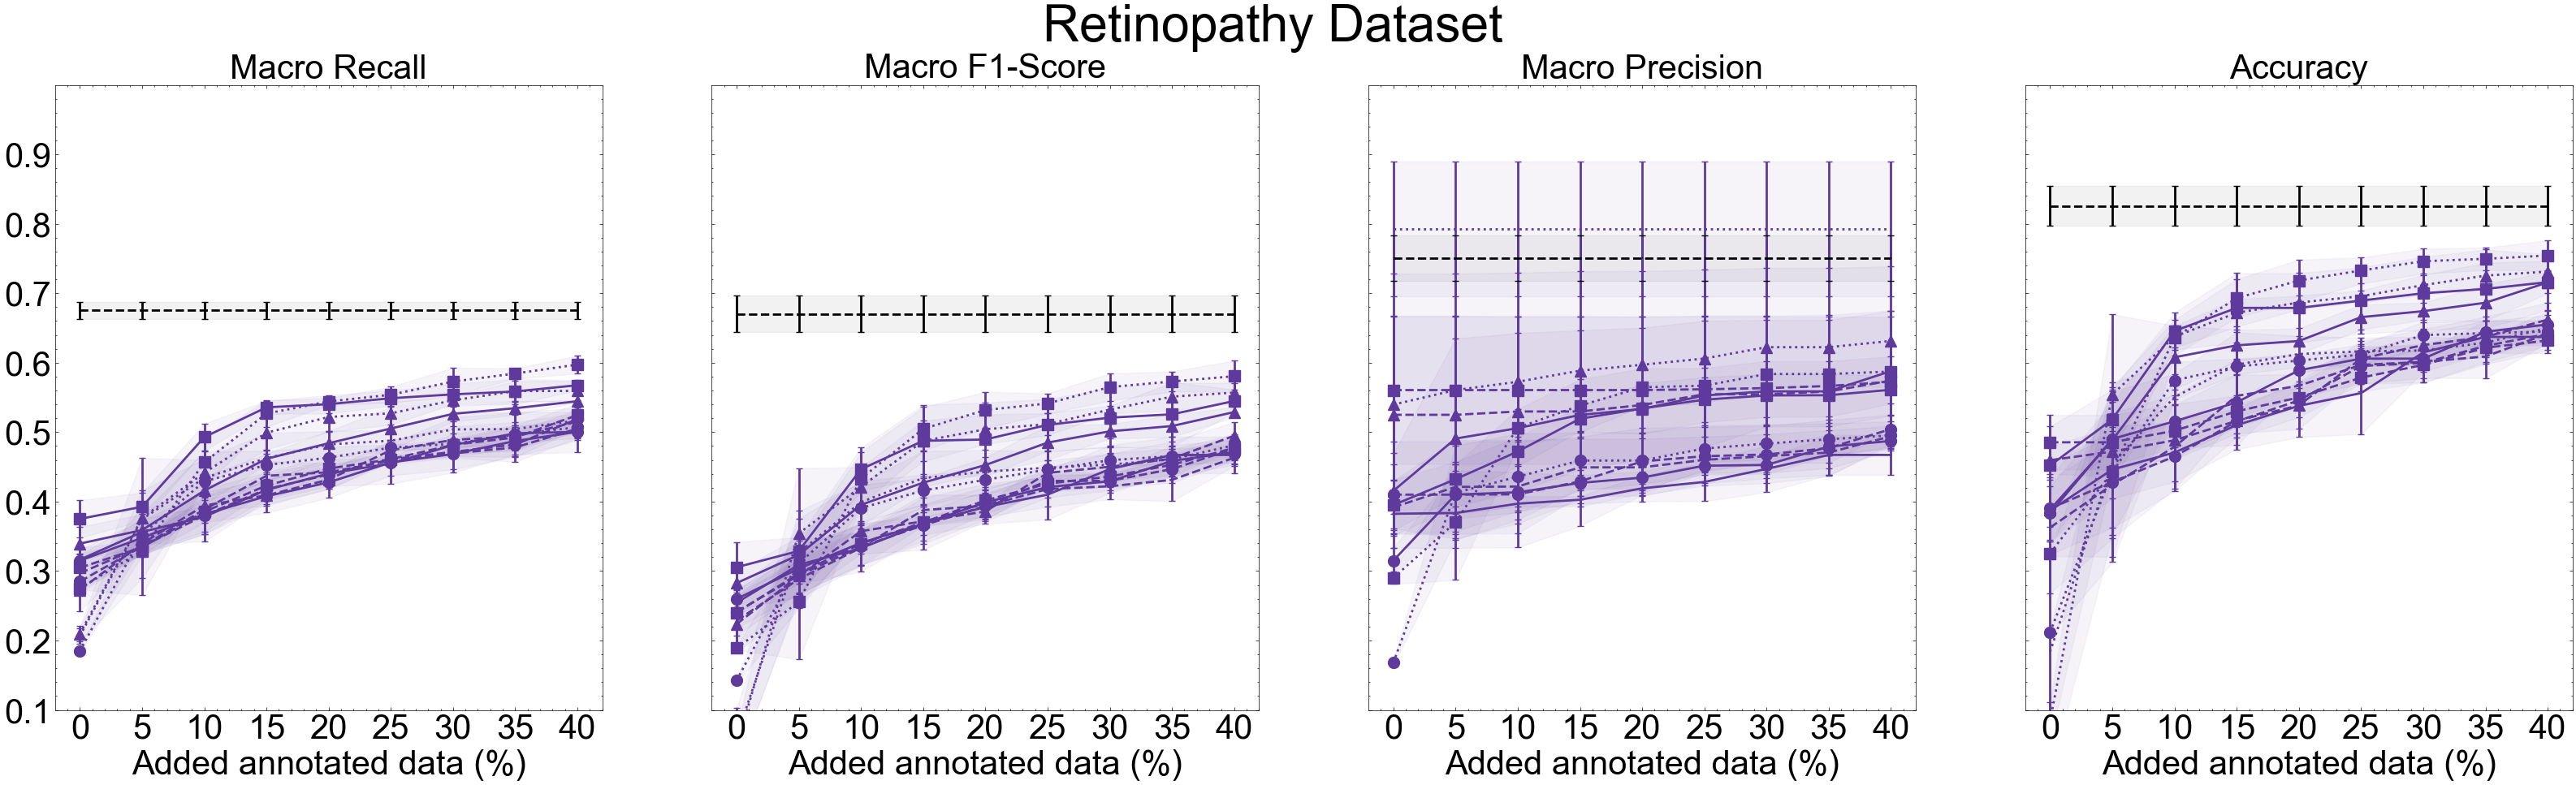 Retinopathy Dataset
Macro Recall
Macro F1-Score
Macro Precision
Accuracy
0.9
0.8
0.7
0.6
0.5
0.4
0.3
0.2
0.1
0 5 10 15 20 25 30 35 40
0 5 10 15 20 25 30 35 40
0 5 10 15 20 25 30 35 40
0 5 10 15 20 25 30 35 40
Added annotated data (%)
Added annotated data (%)
Added annotated data (%)
Added annotated data (%)